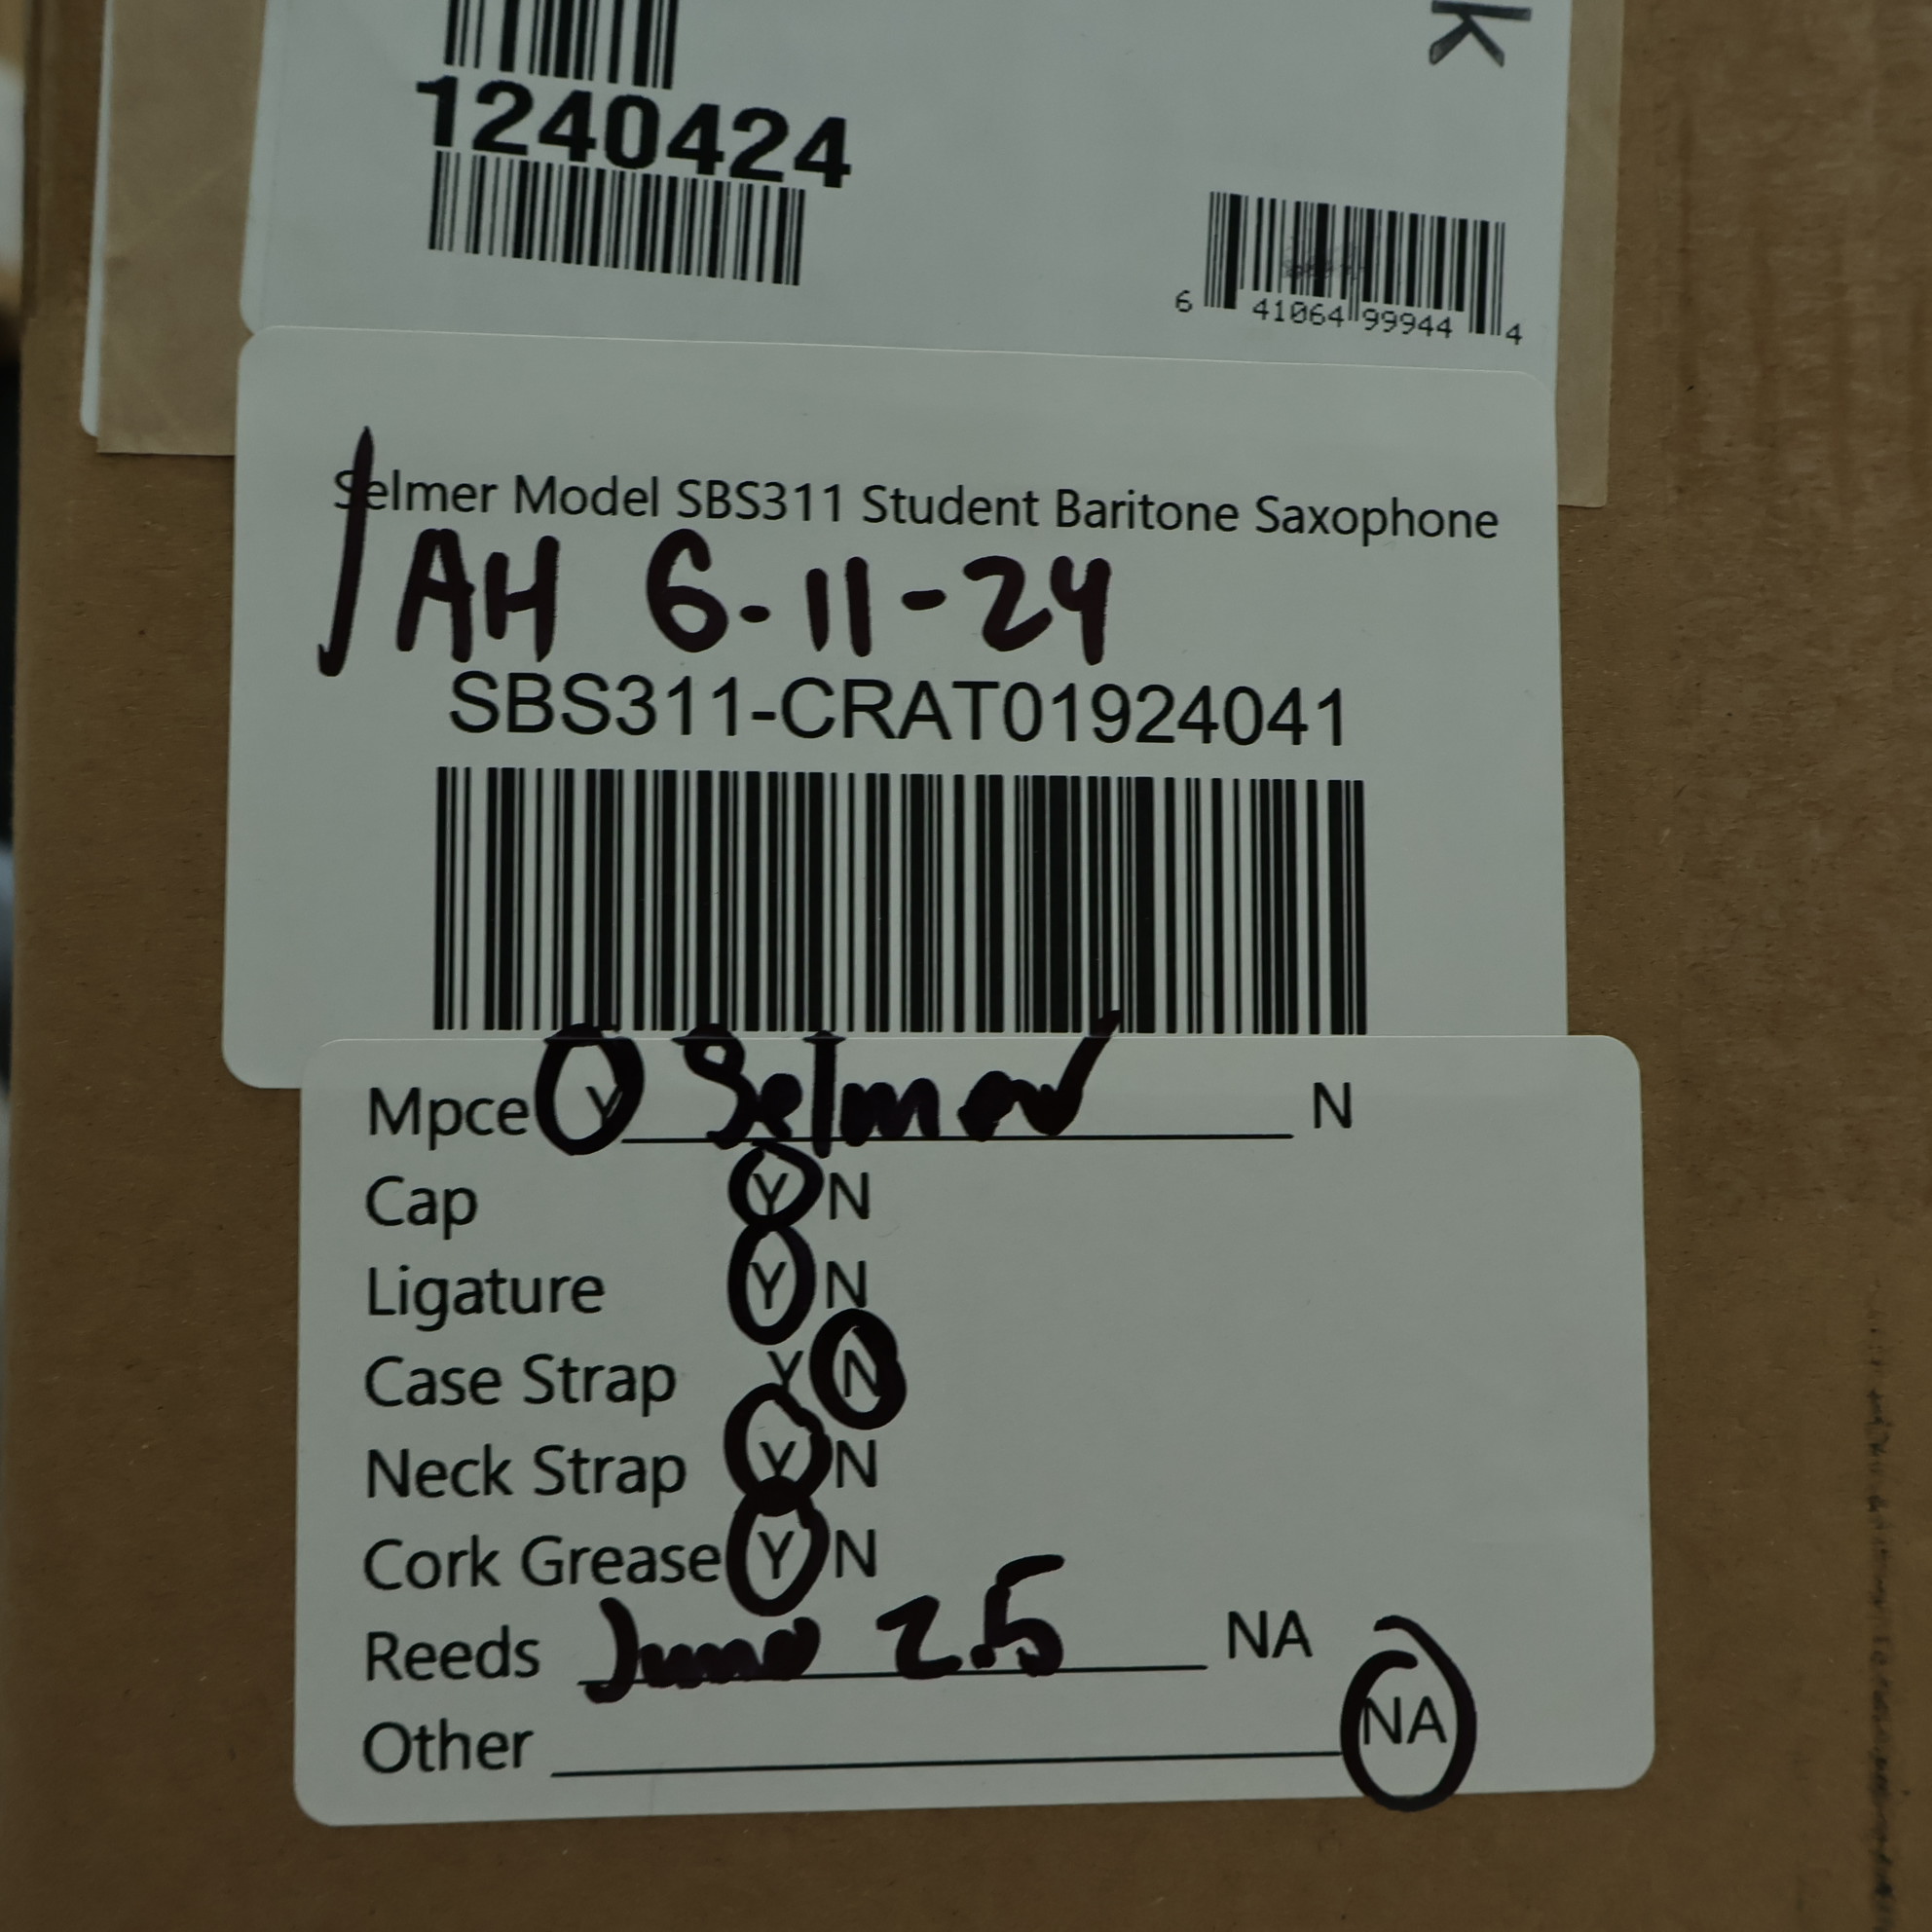 K
1240424
6 41064 99944 4
Selmer Model SBS311 Student Baritone Saxophone
AH 6-11-24
SBS311-CRAT01924041
Mpce Y Selmer N
Cap Y N
Ligature Y N
Case Strap Y N
Neck Strap Y N
Cork Grease Y N
Reeds Juno 2.5 NA
Other NA